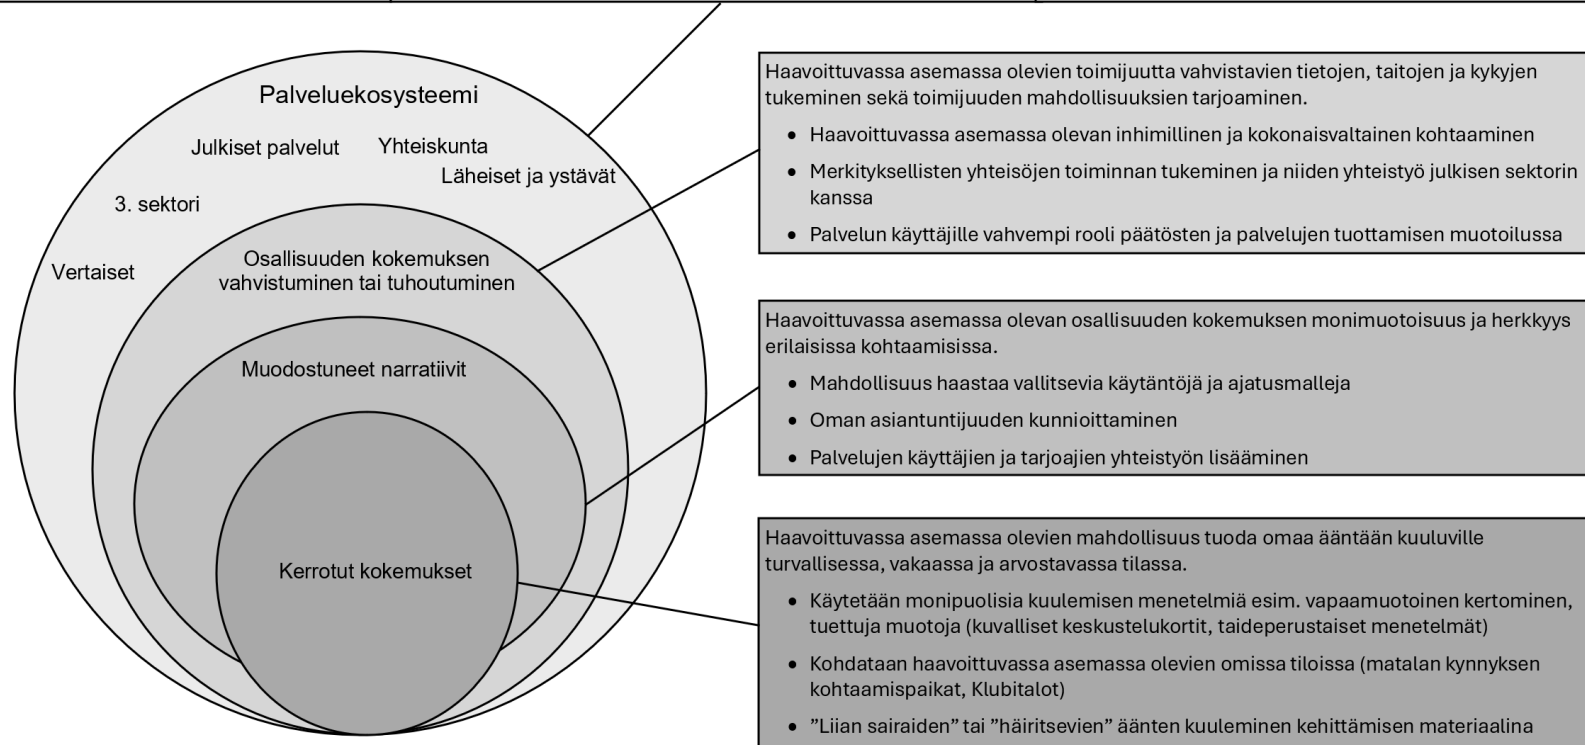 Palveluekosysteemi
Julkiset palvelut
Yhteiskunta
Läheiset ja ystävät
3. sektori
Vertaiset
Osallisuuden kokemuksen
vahvistuminen tai tuhoutuminen
Muodostuneet narratiivit
Kerrotut kokemukset
Haavoittuvassa asemassa olevien toimijuutta vahvistavien tietojen, taitojen ja kykyjen
tukeminen sekä toimijuuden mahdollisuuksien tarjoaminen.
• Haavoittuvassa asemassa olevan inhimillinen ja kokonaisvaltainen kohtaaminen
• Merkityksellisten yhteisöjen toiminnan tukeminen ja niiden yhteistyö julkisen sektorin
kanssa
• Palvelun käyttäjille vahvempi rooli päätösten ja palvelujen tuottamisen muotoilussa
Haavoittuvassa asemassa olevan osallisuuden kokemuksen monimuotoisuus ja herkkyys
erilaisissa kohtaamisissa.
• Mahdollisuus haastaa vallitsevia käytäntöjä ja ajatusmalleja
• Oman asiantuntijuuden kunnioittaminen
• Palvelujen käyttäjien ja tarjoajien yhteistyön lisääminen
Haavoittuvassa asemassa olevien mahdollisuus tuoda omaa ääntään kuuluville
turvallisessa, vakaassa ja arvostavassa tilassa.
• Käytetään monipuolisia kuulemisen menetelmiä esim. vapaamuotoinen kertominen,
tuettuja muotoja (kuvalliset keskustelukortit, taideperustaiset menetelmät)
• Kohdataan haavoittuvassa asemassa olevien omissa tiloissa (matalan kynnyksen
kohtaamispaikat, Klubitalot)
• ”Liian sairaiden” tai ”häiritsevien” äänten kuuleminen kehittämisen materiaalina